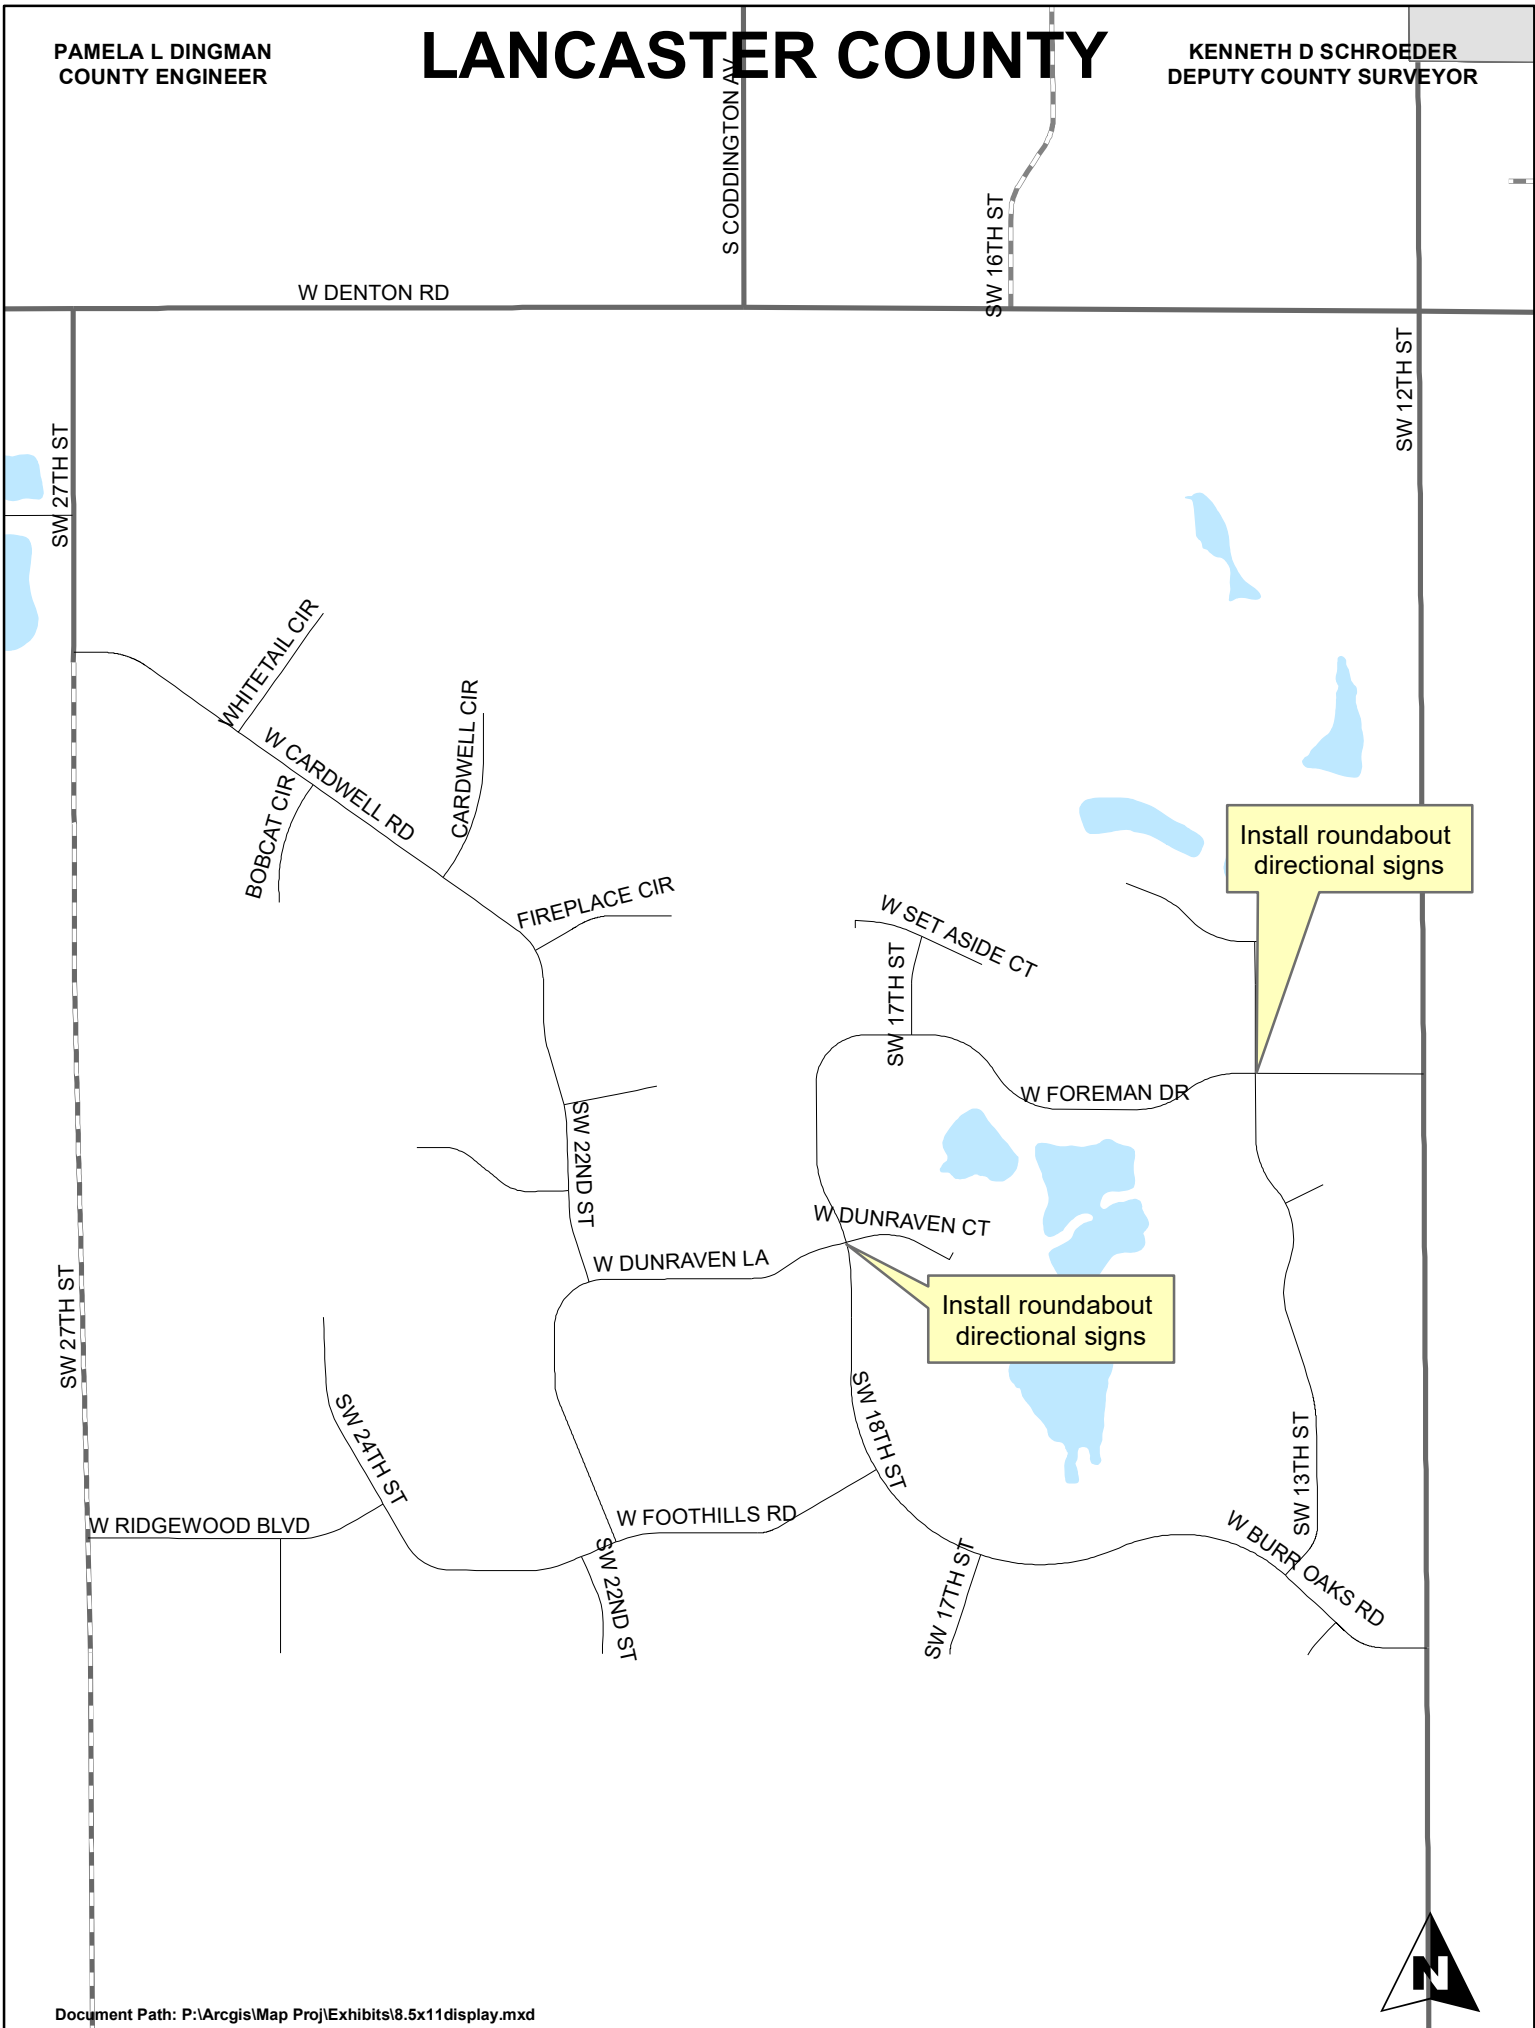 PAMELA L DINGMAN
COUNTY ENGINEER
LANCASTER COUNTY
KENNETH D SCHROEDER
DEPUTY COUNTY SURVEYOR
S CODDINGTON AV
SW 16TH ST
W DENTON RD
SW 12TH ST
SW 27TH ST
WHITETAIL CIR
W CARDWELL RD
CARDWELL CIR
BOBCAT CIR
Install roundabout
directional signs
FIREPLACE CIR
W SET ASIDE CT
SW 17TH ST
W FOREMAN DR
SW 22ND ST
W DUNRAVEN CT
W DUNRAVEN LA
SW 27TH ST
Install roundabout
directional signs
SW 24TH ST
SW 18TH ST
SW 13TH ST
W RIDGEWOOD BLVD
W FOOTHILLS RD
SW 22ND ST
SW 17TH ST
W BURR OAKS RD
N
Document Path: P:\Arcgis\Map Proj\Exhibits\8.5x11display.mxd